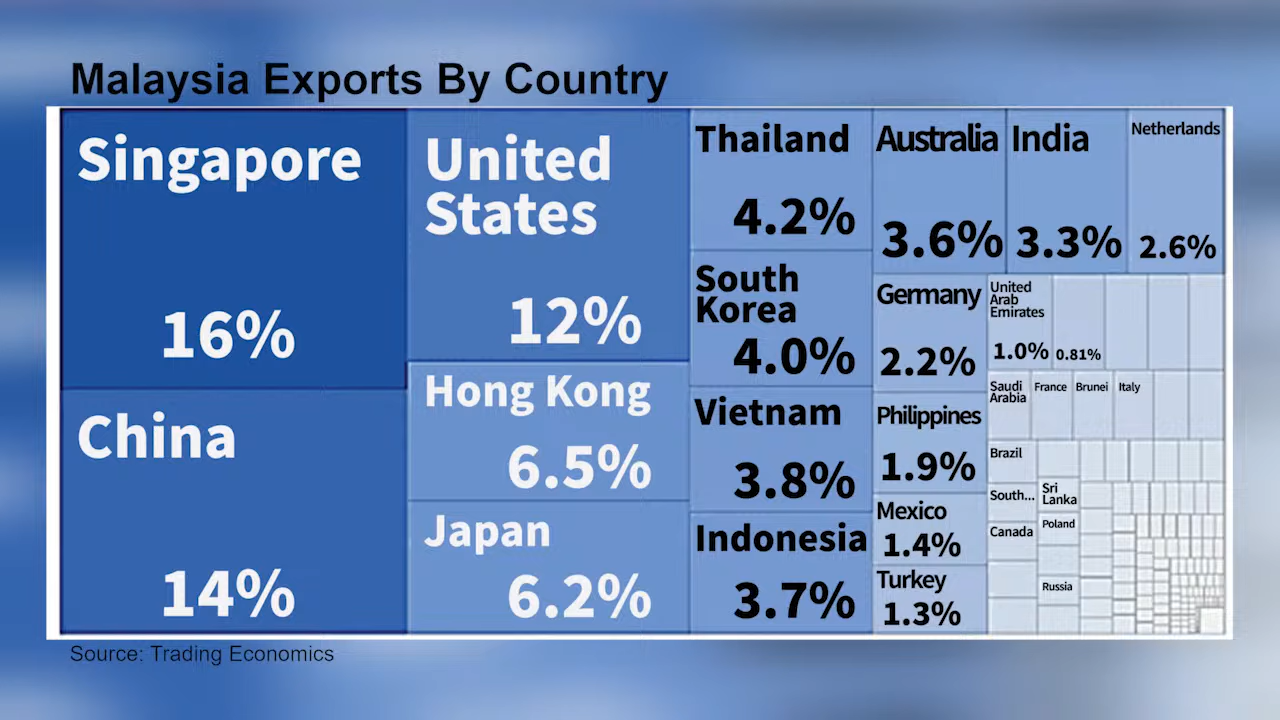 Malaysia Exports By Country
Singapore
16%
China
14%
United
States
12%
Hong Kong
6.5%
Japan
6.2%
Thailand
4.2%
South
Korea
4.0%
Vietnam
3.8%
Indonesia
3.7%
Australia
3.6%
India
3.3%
Netherlands
2.6%
Germany
2.2%
Philippines
1.9%
Mexico
1.4%
Turkey
1.3%
United
Arab
Emirates
1.0%
0.81%
Saudi
Arabia
France
Brunei
Italy
Brazil
South...
Canada
Sri
Lanka
Poland
Russia
Source: Trading Economics